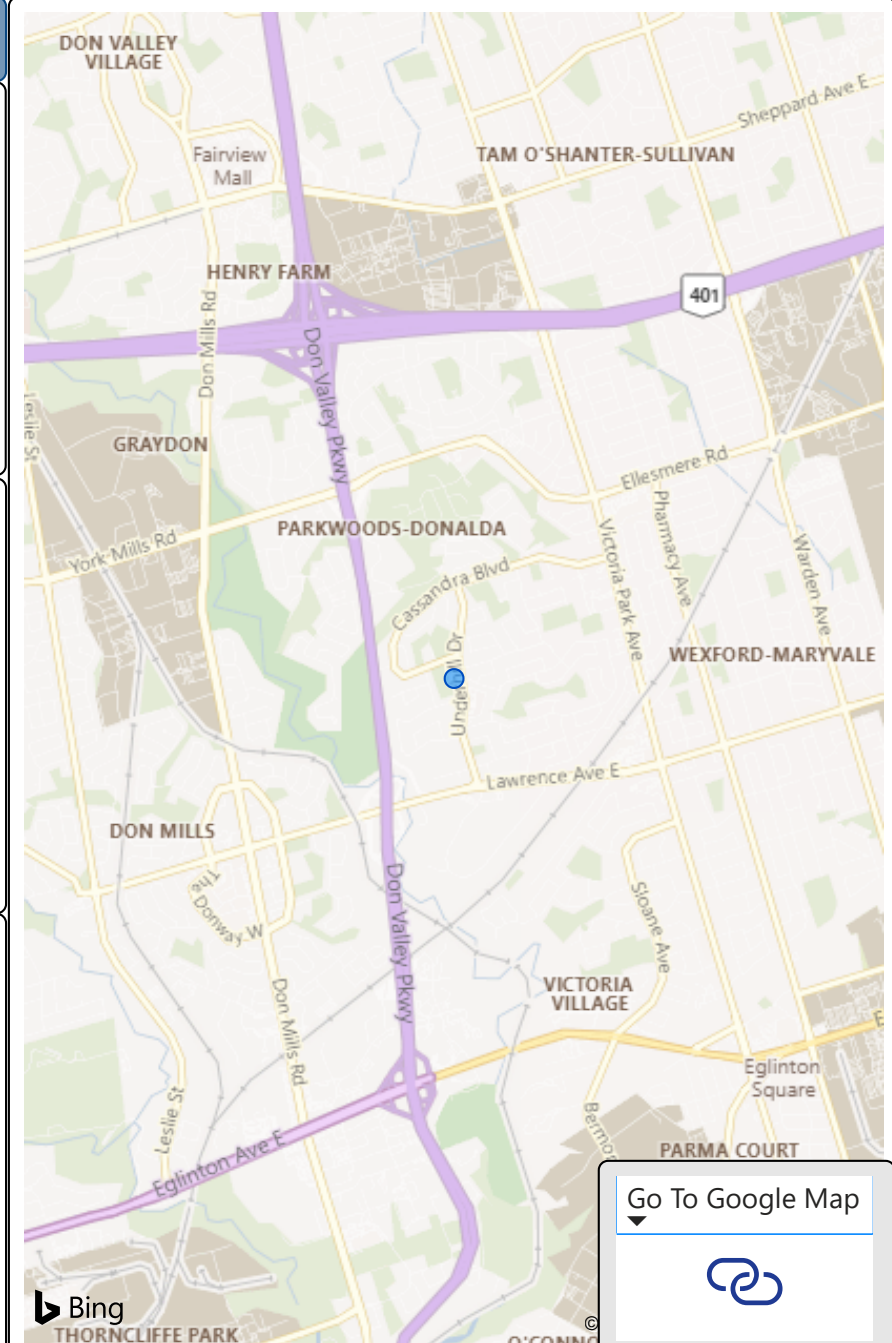 DON VALLEY
VILLAGE
Sheppard Ave E
Fairview
Mall
TAM O'SHANTER-SULLIVAN
HENRY FARM
401
Don Mills Rd
Don Valley Pkwy
Leslie St
GRAYDON
Ellesmere Rd
PARKWOODS-DONALDA
York Mills Rd
Victoria Park Ave
Pharmacy Ave
Warden Ave
Cassandra Blvd
Dr
WEXFORD-MARYVALE
Lawrence Ave E
DON MILLS
The Donway W
Don Valley Pkwy
Sloane Ave
VICTORIA
VILLAGE
Don Mills Rd
Eglinton
Square
E
Leslie St
Eglinton Ave E
PARMA COURT
Go To Google Map
Bing
©
THORNCLIFFE PARK